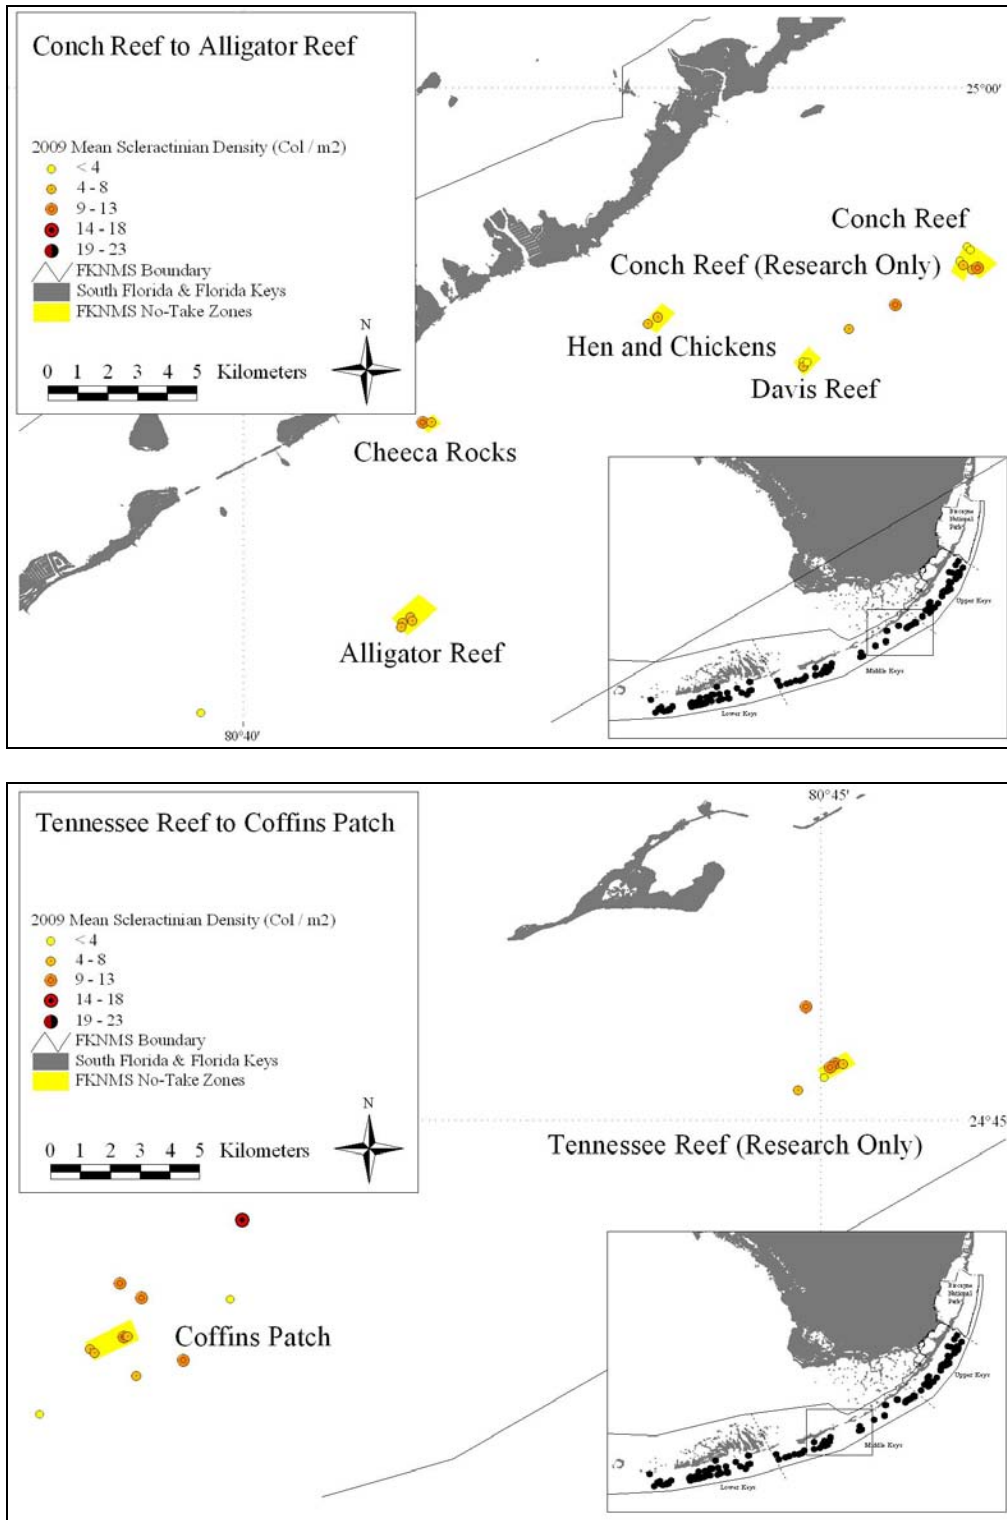 Conch Reef to Alligator Reef
2009 Mean Scleractinian Density (Col / m2)
< 4
4 - 8
9 - 13
14 - 18
19 - 23
FKNMS Boundary
South Florida & Florida Keys
FKNMS No-Take Zones
0 1 2 3 4 5 Kilometers
N
25°00'
Conch Reef
Conch Reef (Research Only)
Hen and Chickens
Davis Reef
Cheeca Rocks
Alligator Reef
80°40'
Biscayne
National
Park
Upper Keys
Middle Keys
Lower Keys
Tennessee Reef to Coffins Patch
2009 Mean Scleractinian Density (Col / m2)
< 4
4 - 8
9 - 13
14 - 18
19 - 23
FKNMS Boundary
South Florida & Florida Keys
FKNMS No-Take Zones
0 1 2 3 4 5 Kilometers
N
80°45'
24°45'
Tennessee Reef (Research Only)
Coffins Patch
Biscayne
National
Park
Upper Keys
Middle Keys
Lower Keys